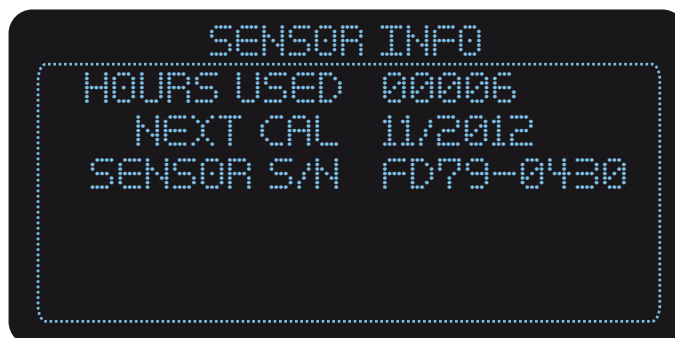 SENSOR INFO
HOURS USED 00006
NEXT CAL 11/2012
SENSOR S/N FD79-0430